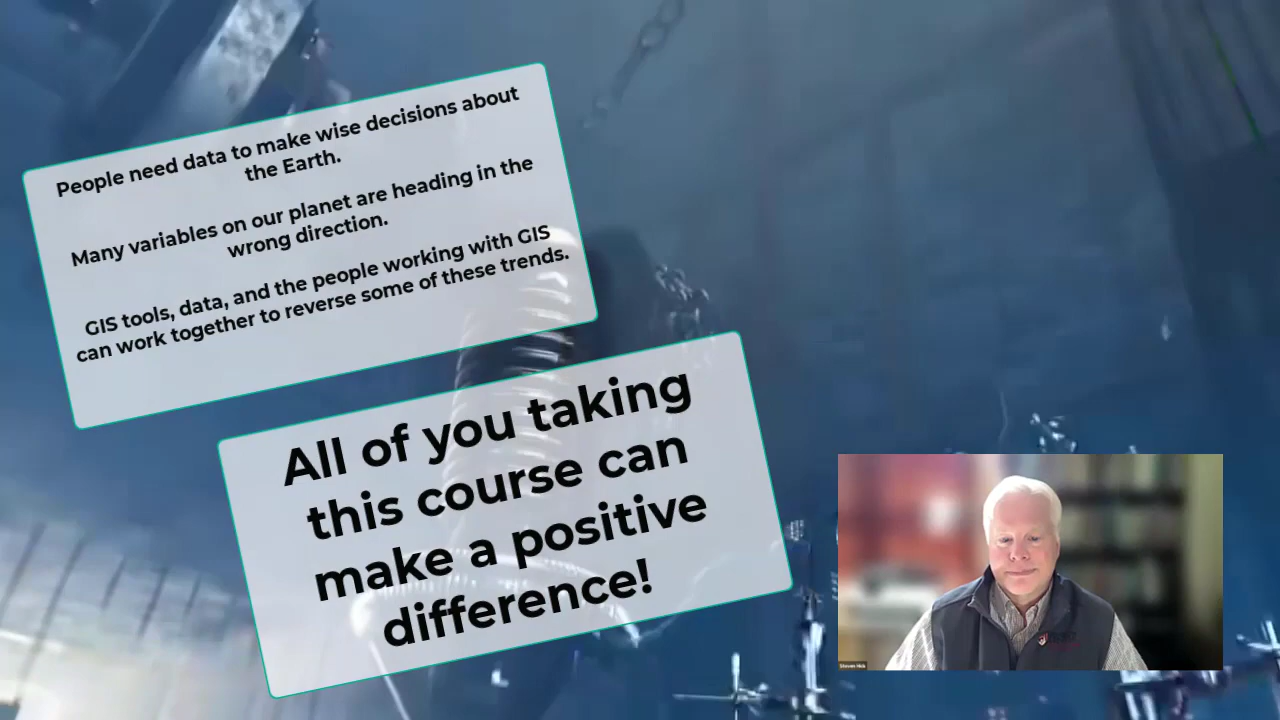 People need data to make wise decisions about
the Earth.
Many variables on our planet are heading in the
wrong direction.
GIS tools, data, and the people working with GIS
can work together to reverse some of these trends.
All of you taking
this course can
make a positive
difference!